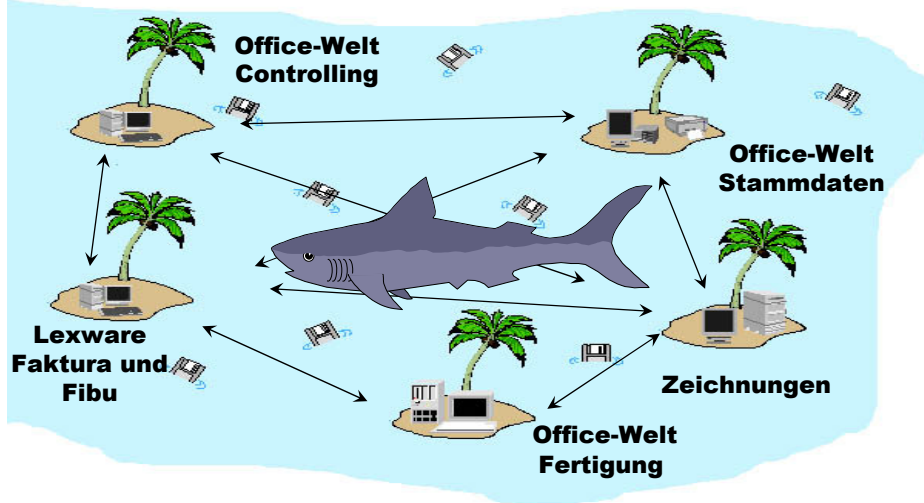 Office-Welt
Controlling
Office-Welt
Stammdaten
Lexware
Faktura und
Fibu
Zeichnungen
Office-Welt
Fertigung